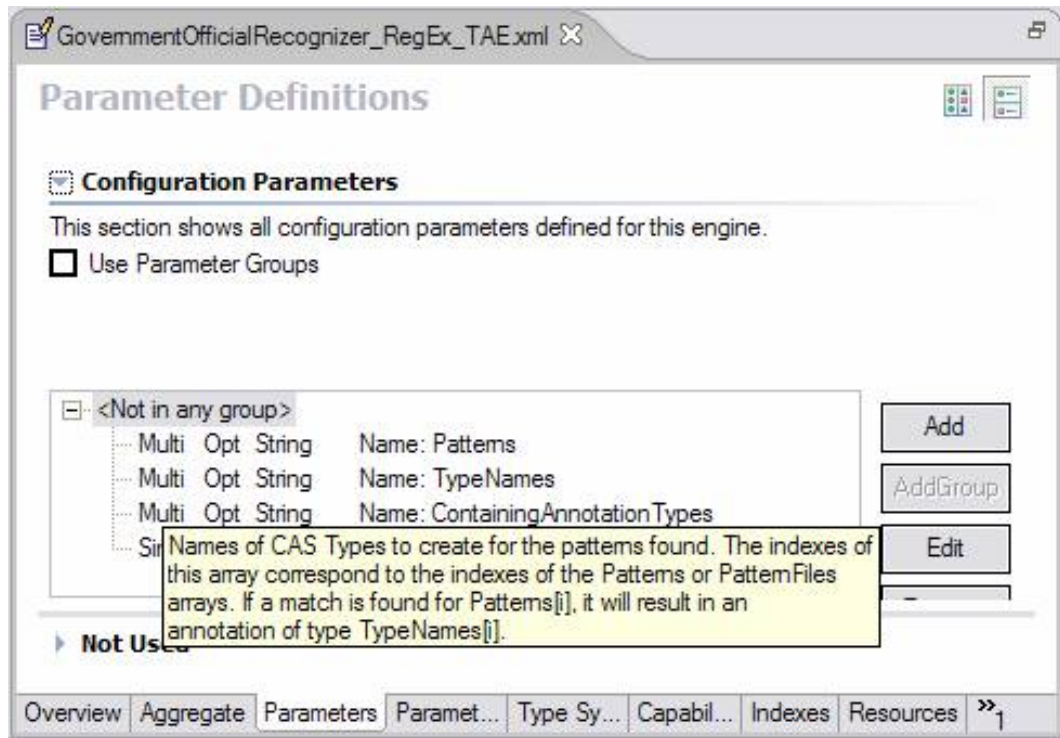 GovernmentOfficialRecognizer_RegEx_TAE.xml
Parameter Definitions
Configuration Parameters
This section shows all configuration parameters defined for this engine.
Use Parameter Groups
<Not in any group>
Multi Opt String Name: Patterns
Multi Opt String Name: TypeNames
Multi Opt String Name: ContainingAnnotationTypes
Names of CAS Types to create for the patterns found. The indexes of
this array correspond to the indexes of the Patterns or PatternFiles
arrays. If a match is found for Patterns[i], it will result in an
annotation of type TypeNames[i].
Add
AddGroup
Edit
Not Used
Overview Aggregate Parameters Paramet... Type Sy... Capabil... Indexes Resources »1